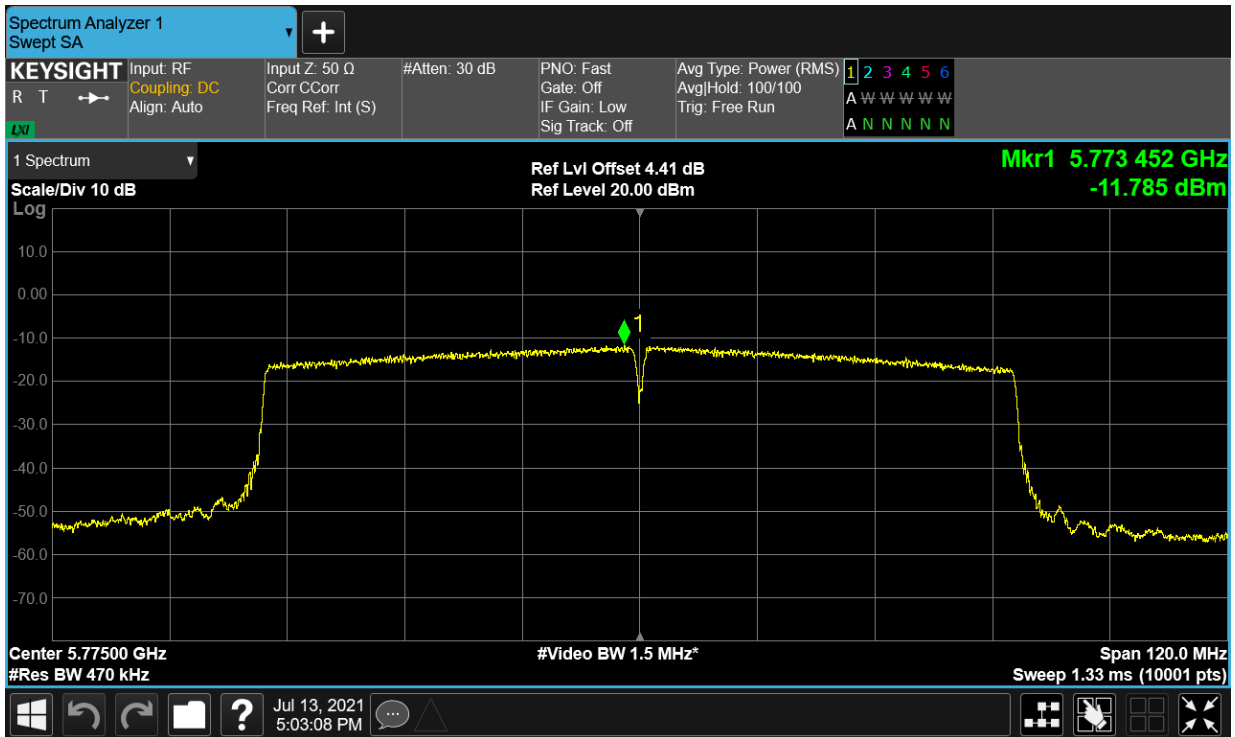 Spectrum Analyzer 1
Swept SA
+
KEYSIGHT
R T
LXI
Input: RF
Coupling: DC
Align: Auto
Input Z: 50 Ω
Corr CCorr
Freq Ref: Int (S)
#Atten: 30 dB
PNO: Fast
Gate: Off
IF Gain: Low
Sig Track: Off
Avg Type: Power (RMS)
Avg|Hold: 100/100
Trig: Free Run
1 2 3 4 5 6
A W W W W W
A N N N N N
1 Spectrum
Scale/Div 10 dB
Log
Ref Lvl Offset 4.41 dB
Ref Level 20.00 dBm
Mkr1 5.773 452 GHz
-11.785 dBm
10.0
0.00
-10.0
-20.0
-30.0
-40.0
-50.0
-60.0
-70.0
1
Center 5.77500 GHz
#Res BW 470 kHz
#Video BW 1.5 MHz*
Span 120.0 MHz
Sweep 1.33 ms (10001 pts)
?
Jul 13, 2021
5:03:08 PM